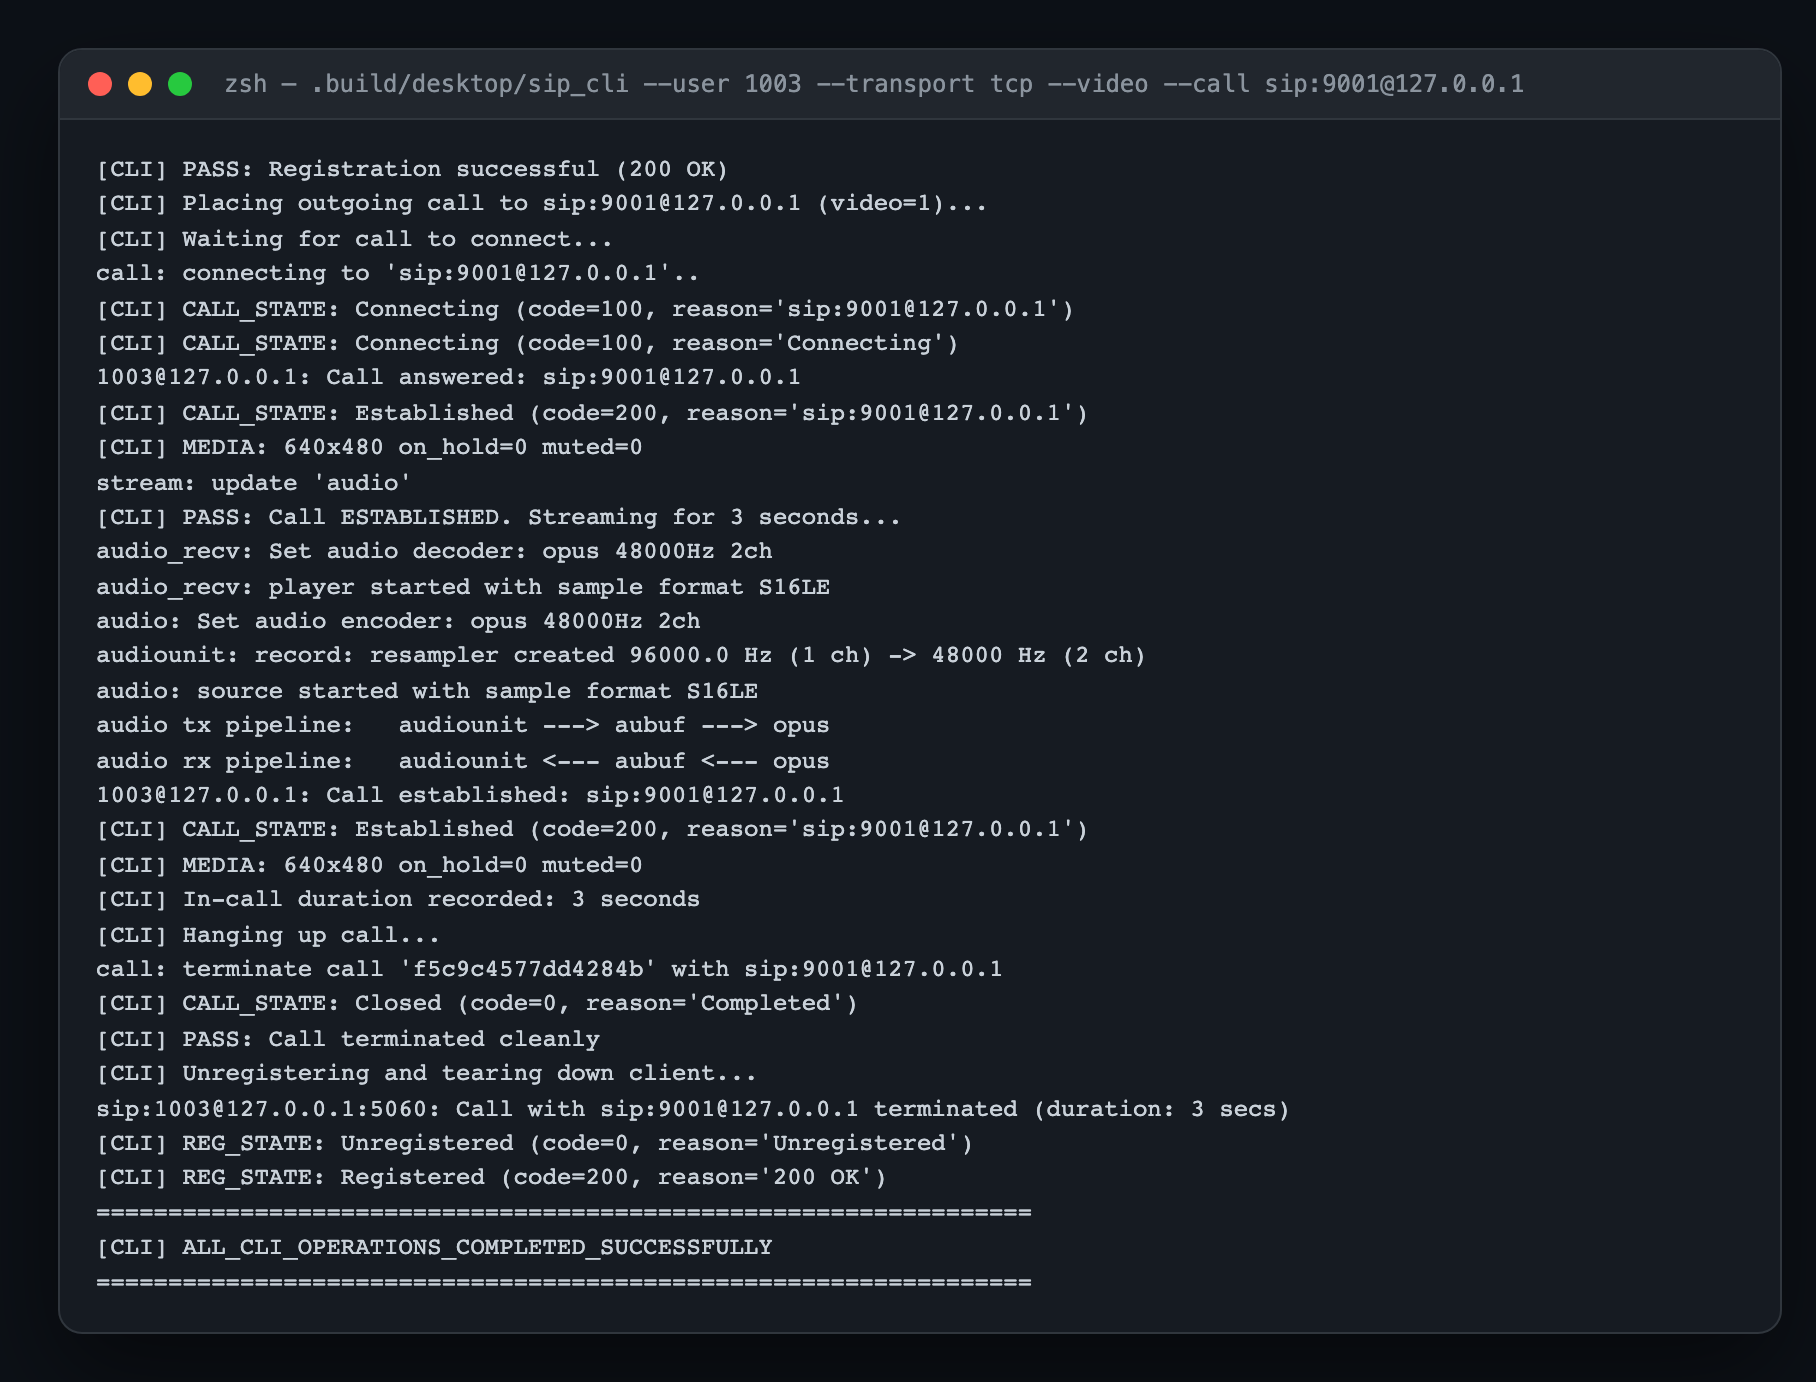 zsh — .build/desktop/sip_cli --user 1003 --transport tcp --video --call sip:9001@127.0.0.1
[CLI] PASS: Registration successful (200 OK)
[CLI] Placing outgoing call to sip:9001@127.0.0.1 (video=1)...
[CLI] Waiting for call to connect...
call: connecting to 'sip:9001@127.0.0.1'..
[CLI] CALL_STATE: Connecting (code=100, reason='sip:9001@127.0.0.1')
[CLI] CALL_STATE: Connecting (code=100, reason='Connecting')
1003@127.0.0.1: Call answered: sip:9001@127.0.0.1
[CLI] CALL_STATE: Established (code=200, reason='sip:9001@127.0.0.1')
[CLI] MEDIA: 640x480 on_hold=0 muted=0
stream: update 'audio'
[CLI] PASS: Call ESTABLISHED. Streaming for 3 seconds...
audio_recv: Set audio decoder: opus 48000Hz 2ch
audio_recv: player started with sample format S16LE
audio: Set audio encoder: opus 48000Hz 2ch
audiounit: record: resampler created 96000.0 Hz (1 ch) -> 48000 Hz (2 ch)
audio: source started with sample format S16LE
audio tx pipeline:   audiounit ---> aubuf ---> opus
audio rx pipeline:   audiounit <--- aubuf <--- opus
1003@127.0.0.1: Call established: sip:9001@127.0.0.1
[CLI] CALL_STATE: Established (code=200, reason='sip:9001@127.0.0.1')
[CLI] MEDIA: 640x480 on_hold=0 muted=0
[CLI] In-call duration recorded: 3 seconds
[CLI] Hanging up call...
call: terminate call 'f5c9c4577dd4284b' with sip:9001@127.0.0.1
[CLI] CALL_STATE: Closed (code=0, reason='Completed')
[CLI] PASS: Call terminated cleanly
[CLI] Unregistering and tearing down client...
sip:1003@127.0.0.1:5060: Call with sip:9001@127.0.0.1 terminated (duration: 3 secs)
[CLI] REG_STATE: Unregistered (code=0, reason='Unregistered')
[CLI] REG_STATE: Registered (code=200, reason='200 OK')
=================================================================
[CLI] ALL_CLI_OPERATIONS_COMPLETED_SUCCESSFULLY
=================================================================